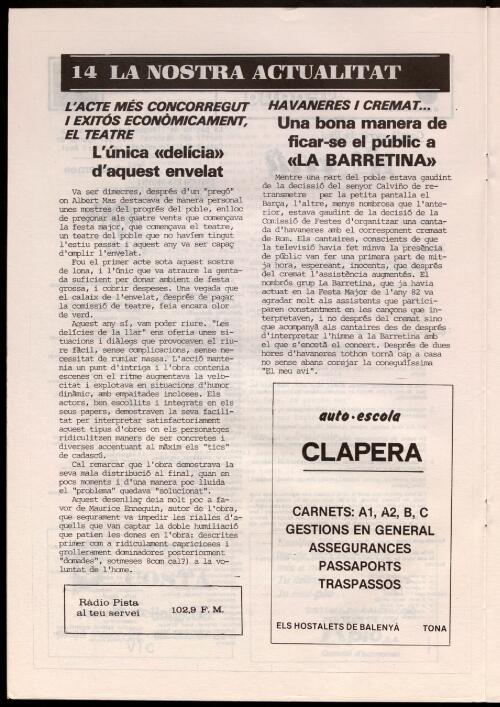 14 LA NOSTRA ACTUALITAT
L'ACTE MÉS CONCORREGUT
I EXITÓS ECONÒMICAMENT,
EL TEATRE
L'única «delícia»
d'aquest envelat
Va ser dimecres, després d'un "pregó"
on Albert Mas destacava de manera personal
unes mostres del progrés del poble, enlloc
de pregonar als quatre vents que començava
la festa major, que començava el teatre,
un teatre del poble que no havíem tingut
l'estiu passat i aquest any va ser capaç
d'omplir l'envelat.
Fou el primer acte sota aquest sostre
de lona, i l'únic que va atraure la genta-
da suficient per donar ambient de festa
grossa, i cobrir despeses. Una vegada que
el calaix de l'envelat, després de pagar
la comissió de teatre, feia encara olor
de verd.
Aquest any sí, vam poder riure. "Les
delícies de la llar" ens oferia unes si-
tuacions i diàlegs que provocaven el riu-
re fàcil, sense complicacions, sense ne-
cessitat de rumiar massa. L'acció mante-
nia un punt d'intriga i l'obra contenia
escenes on el ritme augmentava la velo-
citat i explotava en situacions d'humor
dinàmic, amb empaitades incloses. Els
actors, ben escollits i integrats en els
seus papers, demostraven la seva facili-
tat per interpretar satisfactoriament
aquest tipus d'obres on els personatges
ridiculitzen maners de ser concretes i
diverses accentuant al màxim els "tics"
de cadascú.
Cal remarcar que l'obra demostrava la
seva mala distribució al final, quan en
pocs moments i d'una manera poc lluïda
el "problema" quedava "solucionat".
Aquest desenllaç deia molt poc a fa-
vor de Maurice Ennequin, autor de l'obra,
que segurament va impedir les rialles d'a-
quells que van captar la doble humiliació
que patien les dones en l'obra: descrites
primer com a ridiculament capricioses i
grollerament dominadores posteriorment
"domades", sotmeses 8com cal?) a la vo-
luntat de l'home.
Ràdio Pista
al teu servei
102,9 F. M.
HAVANERES I CREMAT...
Una bona manera de
ficar-se el públic a
«LA BARRETINA»
Mentre una part del poble estava gaudint
de la decissió del senyor Calviño de re-
transmetre per la petita pantalla el
Barça, l'altre, menys nombrosa que l'ante-
rior, estava gaudint de la decisió de la
Comissió de Festes d'organitzar una canta-
da d'havaneres amb el corresponent cremaat
de Rom. Els cantaires, conscients de que
la televisió havia fet minva la presència
de públic van fer una primera part de mit-
ja hora, espereant, inocents, que després
del cremat l'assistència augmentés. El
nombrós grup La Barretina, que ja havia
actuat en la Festa Major de l'any 82 va
agradar molt als assistents que partici-
paren constantment en les cançons que in-
terpretaven, i no després del cremat sino
que acompanyà als cantaires des de després
d'interpretar l'himne a la Barretina amb
el que s'encetà el concert. Després de dues
hores d'havaneres tothom tornà cap a casa
no sense abans corejar la conegudíssima
"El meu avi".
auto·escola
CLAPERA
CARNETS: A1, A2, B, C
GESTIONS EN GENERAL
ASSEGURANCES
PASSAPORTS
TRASPASSOS
ELS HOSTALETS DE BALENYÀ TONA